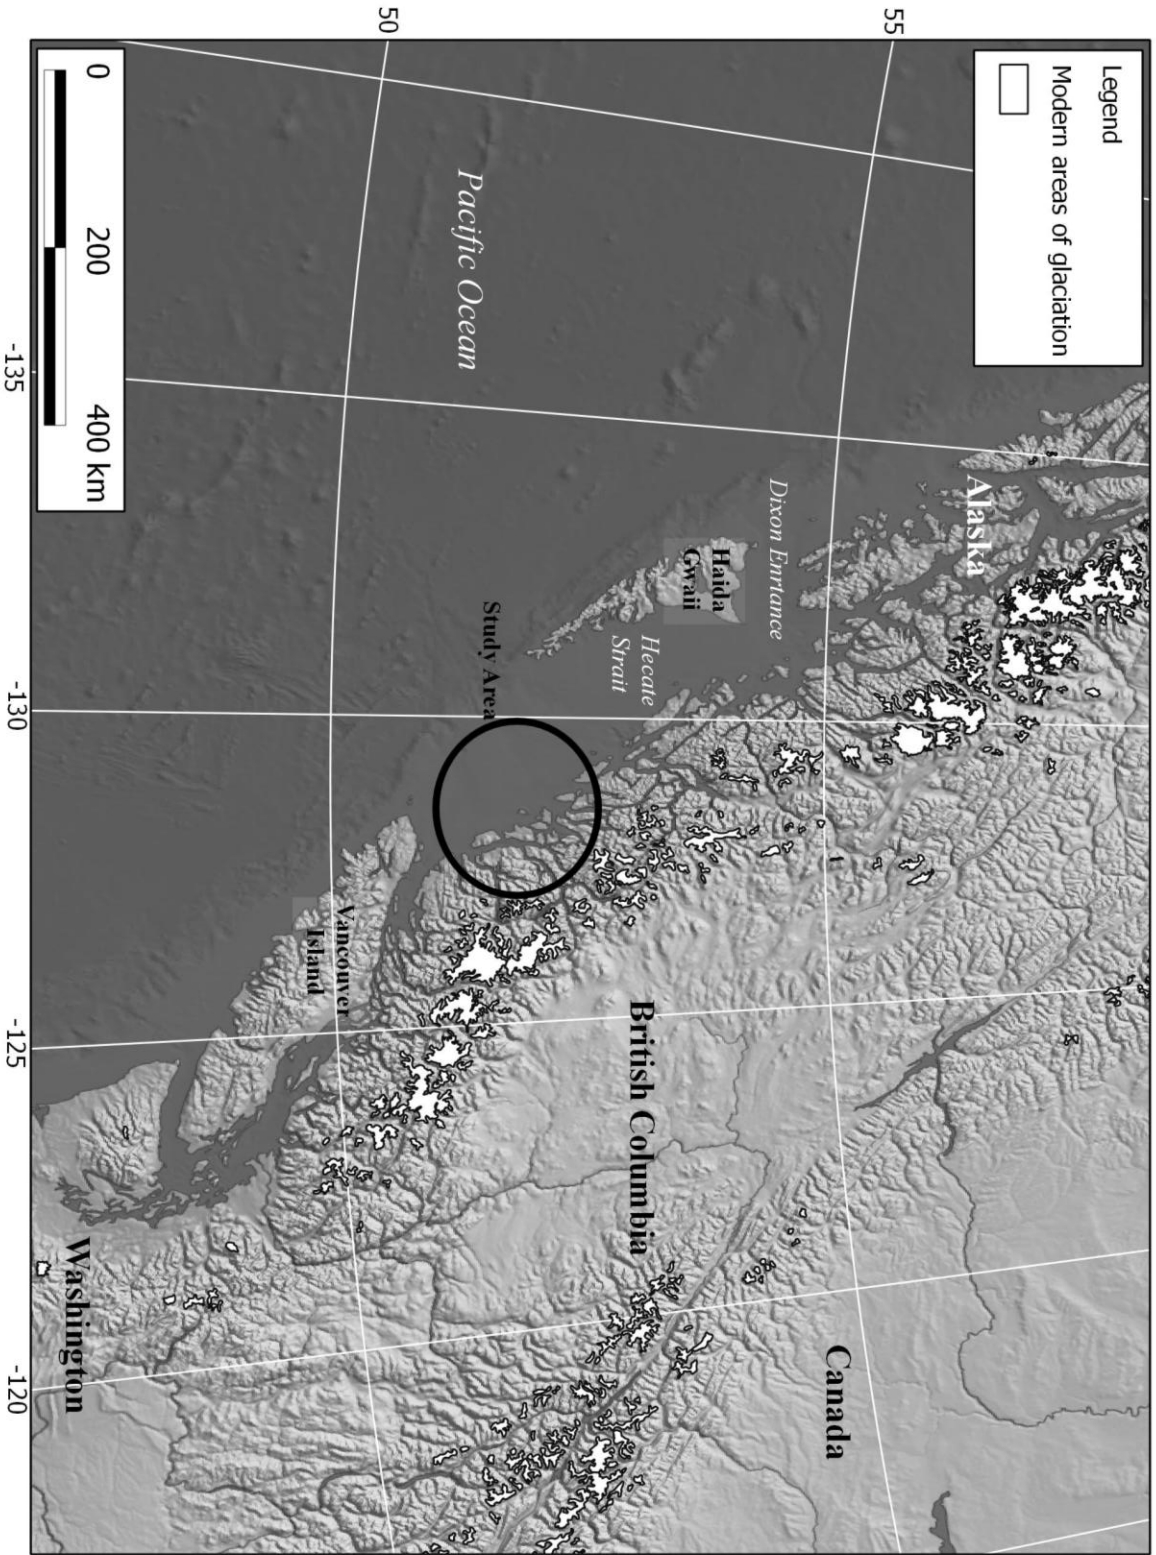 Legend
Modern areas of glaciation
50
55
Pacific Ocean
Alaska
Dixon Enrtance
Haida
Gwaii
Hecate
Strait
Study Area
British Columbia
Canada
Vancouver
Island
Washington
0
200
400 km
-135
-130
-125
-120